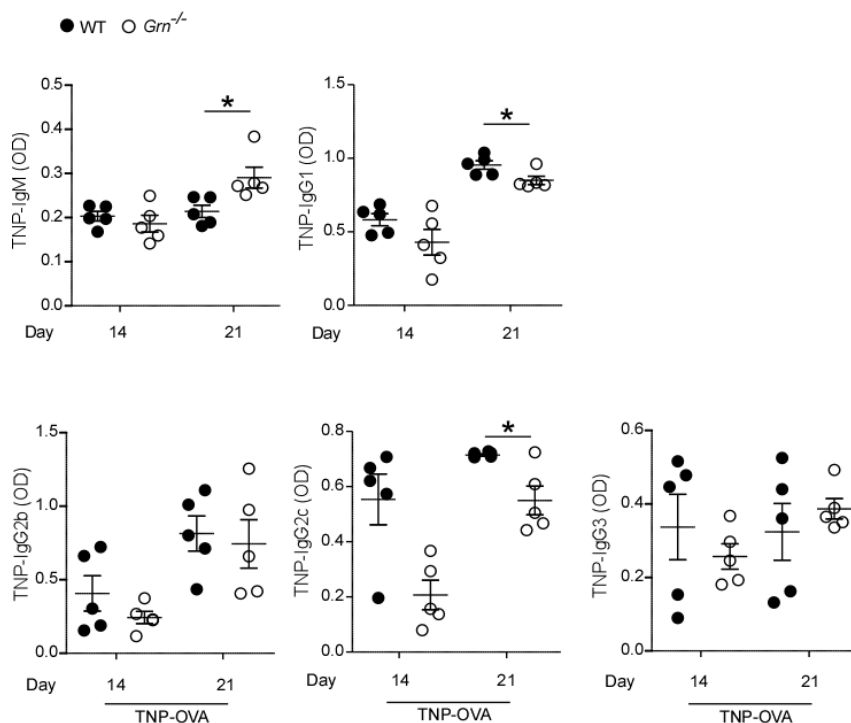 WT Grn-/-
TNP-IgM (OD)
0.5
0.4
0.3
0.2
0.1
0.0
*
Day 14 21
TNP-IgG1 (OD)
1.5
1.0
0.5
0.0
*
Day 14 21
TNP-IgG2b (OD)
1.5
1.0
0.5
0.0
Day 14 21
TNP-OVA
TNP-IgG2c (OD)
0.8
0.6
0.4
0.2
0.0
*
Day 14 21
TNP-OVA
TNP-IgG3 (OD)
0.6
0.4
0.2
0.0
Day 14 21
TNP-OVA